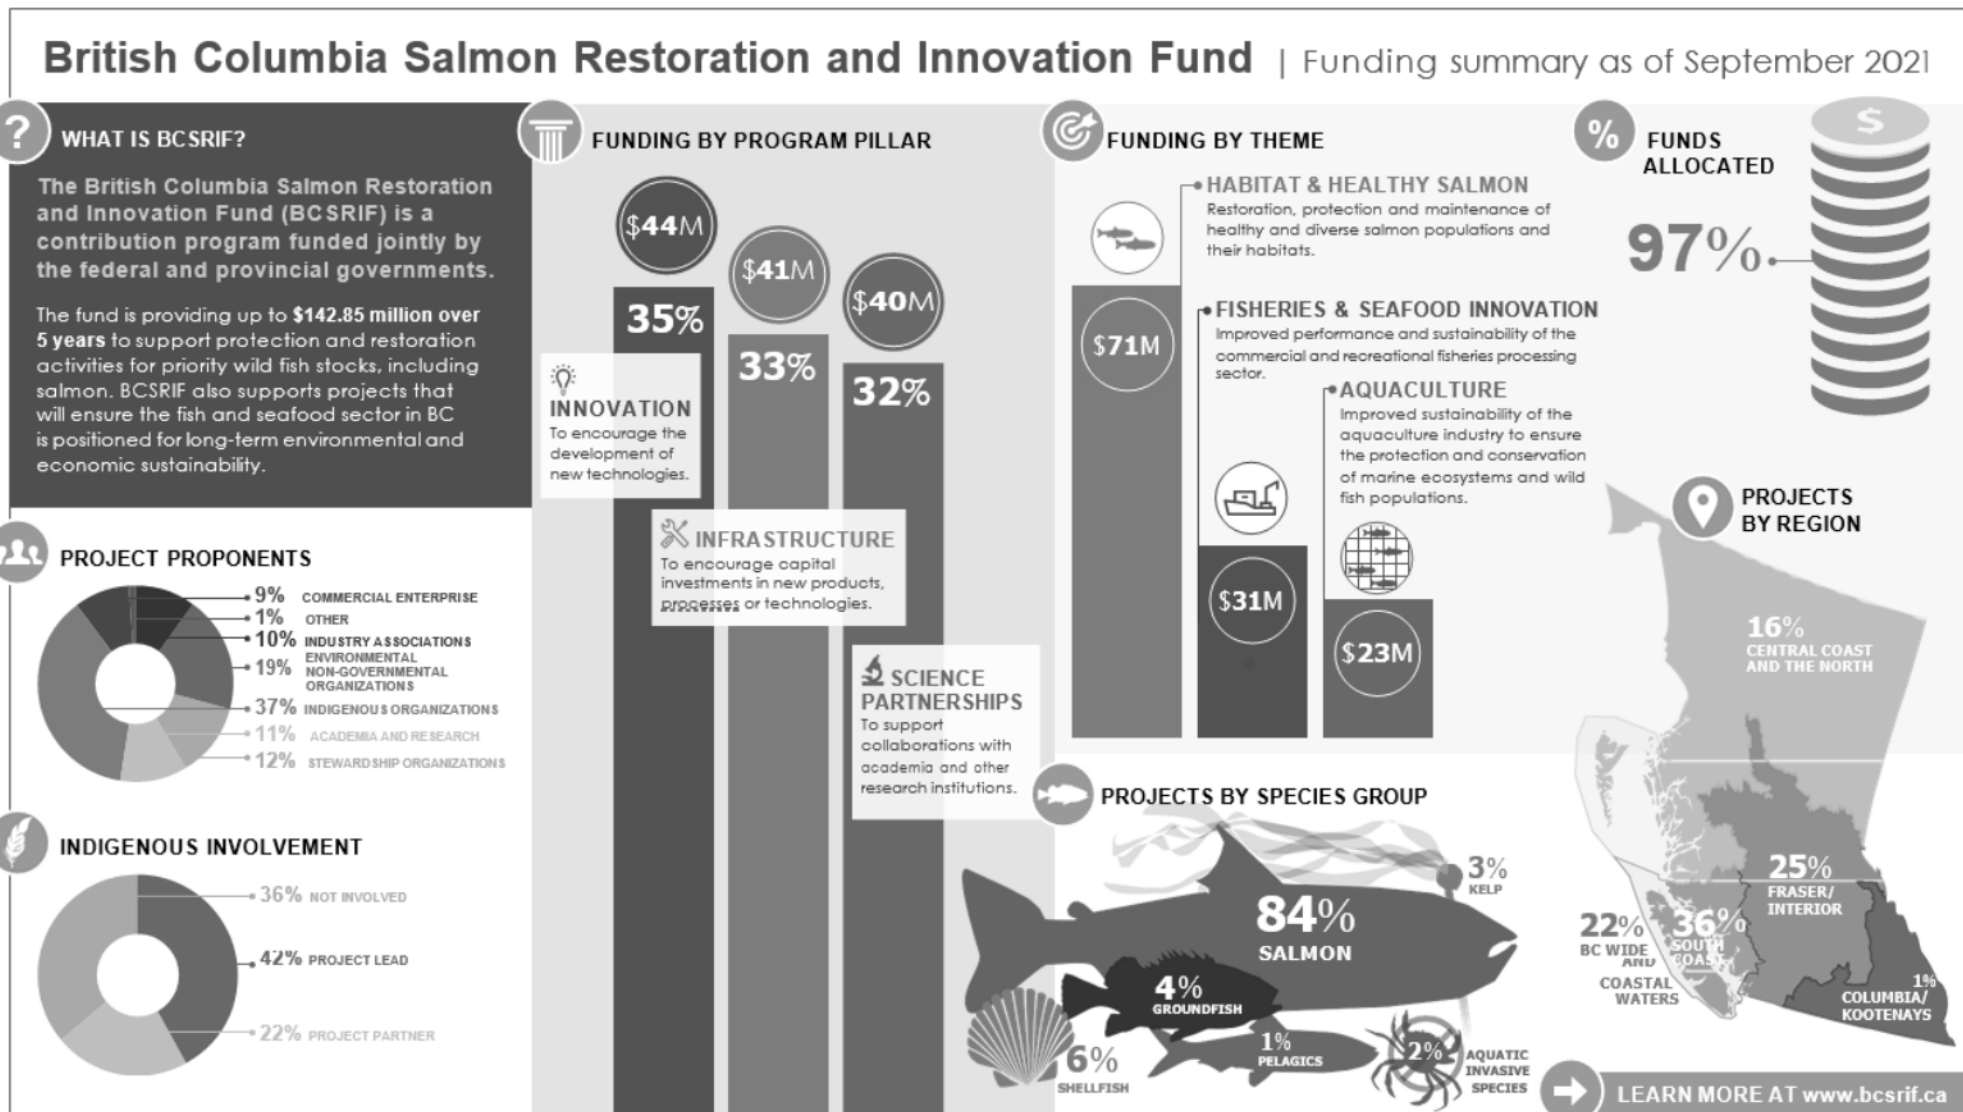 British Columbia Salmon Restoration and Innovation Fund | Funding summary as of September 2021
?
WHAT IS BCSRIF?
The British Columbia Salmon Restoration
and Innovation Fund (BCSRIF) is a
contribution program funded jointly by
the federal and provincial governments.
The fund is providing up to $142.85 million over
5 years to support protection and restoration
activities for priority wild fish stocks, including
salmon. BCSRIF also supports projects that
will ensure the fish and seafood sector in BC
is positioned for long-term environmental and
economic sustainability.
PROJECT PROPONENTS
9% COMMERCIAL ENTERPRISE
1% OTHER
10% INDUSTRY ASSOCIATIONS
19% ENVIRONMENTAL
NON-GOVERNMENTAL
ORGANIZATIONS
37% INDIGENOUS ORGANIZATIONS
11% ACADEMIA AND RESEARCH
12% STEWARDSHIP ORGANIZATIONS
INDIGENOUS INVOLVEMENT
36% NOT INVOLVED
42% PROJECT LEAD
22% PROJECT PARTNER
FUNDING BY PROGRAM PILLAR
$44M
35%
INNOVATION
To encourage the
development of
new technologies.
$41M
33%
INFRASTRUCTURE
To encourage capital
investments in new products,
processes or technologies.
$40M
32%
SCIENCE
PARTNERSHIPS
To support
collaborations with
academia and other
research institutions.
FUNDING BY THEME
HABITAT & HEALTHY SALMON
Restoration, protection and maintenance of
healthy and diverse salmon populations and
their habitats.
$71M
FISHERIES & SEAFOOD INNOVATION
Improved performance and sustainability of the
commercial and recreational fisheries processing
sector.
$31M
AQUACULTURE
Improved sustainability of the
aquaculture industry to ensure
the protection and conservation
of marine ecosystems and wild
fish populations.
$23M
PROJECTS BY SPECIES GROUP
3%
KELP
84%
SALMON
4%
GROUNDFISH
1%
PELAGICS
6%
SHELLFISH
2%
AQUATIC
INVASIVE
SPECIES
%
FUNDS
ALLOCATED
$
97%
PROJECTS
BY REGION
16%
CENTRAL COAST
AND THE NORTH
25%
FRASER/
INTERIOR
22%
BC WIDE
AND
COASTAL
WATERS
36%
SOUTH
COAST
1%
COLUMBIA/
KOOTENAYS
LEARN MORE AT www.bcsrif.ca